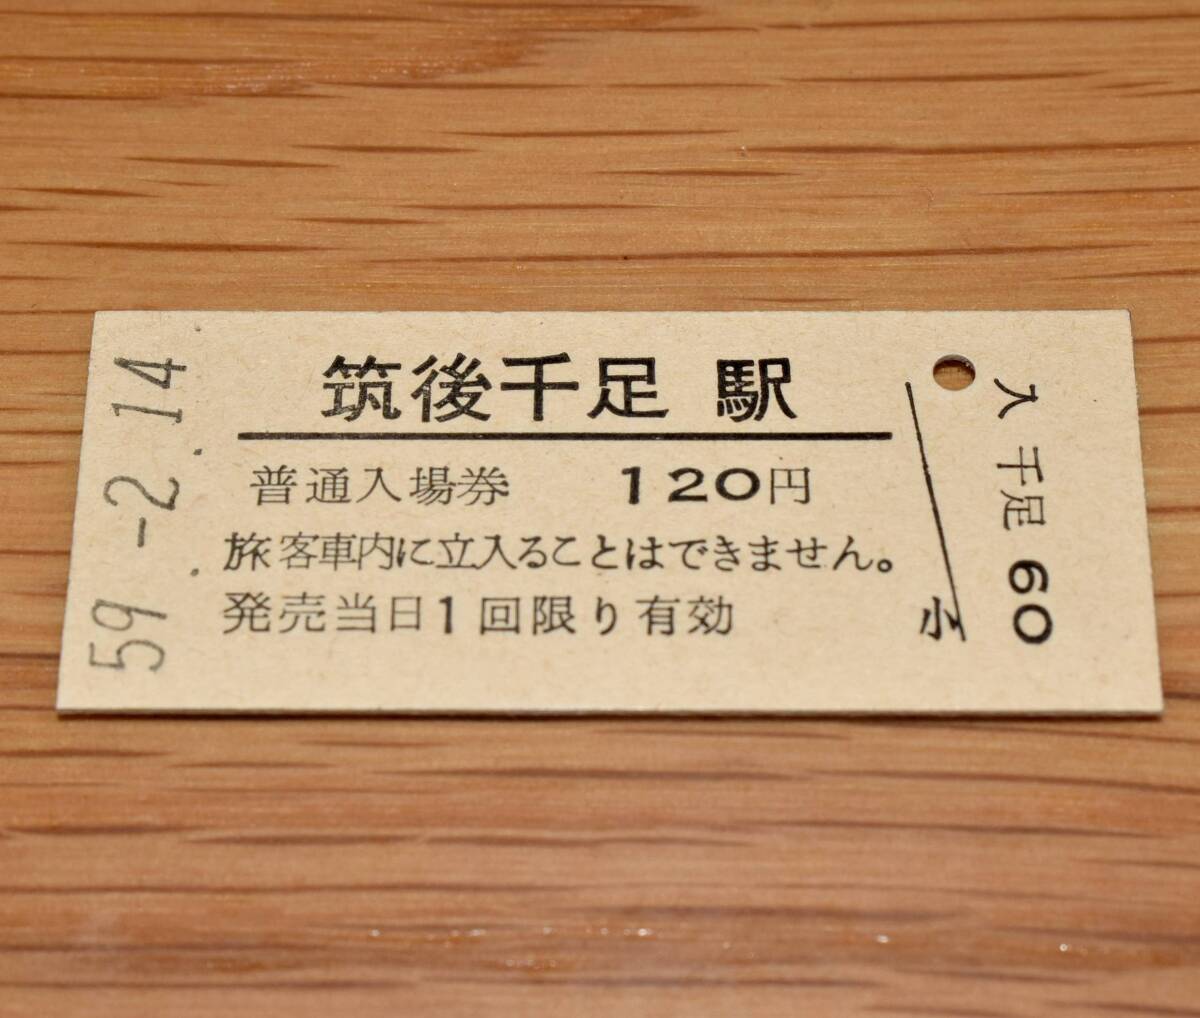 筑後千足 駅
普通入場券 120円
旅客車内に立入ることはできません。
発売当日1回限り有効
59.-2.14
小
入 千足 60